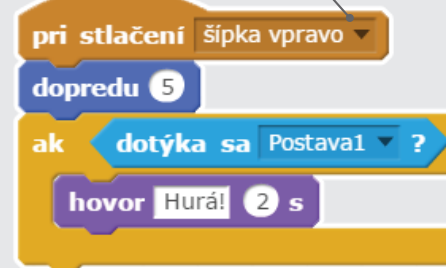 pri stlačení šípka vpravo
dopredu 5
ak dotýka sa Postava1 ?
hovor Hurá! 2 s